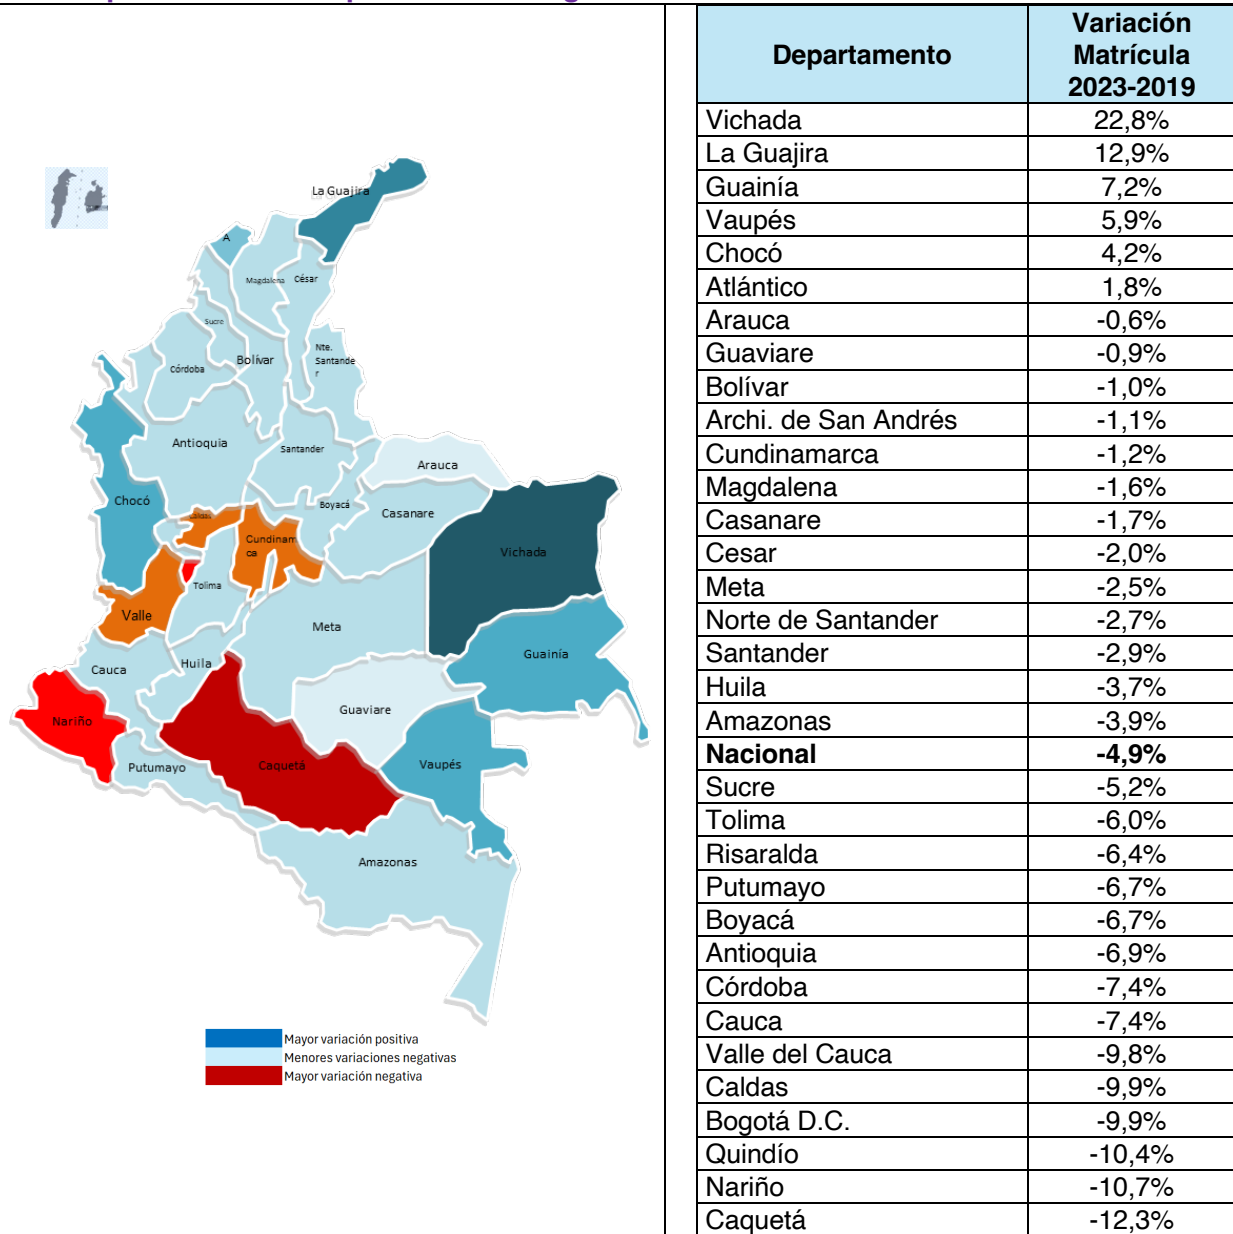 La Guajira
A
Magdalena
César
Sucre
Bolívar
Nte.
Santande
r
Córdoba
Antioquia
Santander
Arauca
Chocó
Boyacá
Casanare
Caldas
Cundinam
ca
Vichada
Tolima
Valle
Meta
Guainía
Cauca
Huila
Guaviare
Nariño
Putumayo
Caquetá
Vaupés
Amazonas
Mayor variación positiva
Menores variaciones negativas
Mayor variación negativa
Departamento
Variación
Matrícula
2023-2019
Vichada 22,8%
La Guajira 12,9%
Guainía 7,2%
Vaupés 5,9%
Chocó 4,2%
Atlántico 1,8%
Arauca -0,6%
Guaviare -0,9%
Bolívar -1,0%
Archi. de San Andrés -1,1%
Cundinamarca -1,2%
Magdalena -1,6%
Casanare -1,7%
Cesar -2,0%
Meta -2,5%
Norte de Santander -2,7%
Santander -2,9%
Huila -3,7%
Amazonas -3,9%
Nacional -4,9%
Sucre -5,2%
Tolima -6,0%
Risaralda -6,4%
Putumayo -6,7%
Boyacá -6,7%
Antioquia -6,9%
Córdoba -7,4%
Cauca -7,4%
Valle del Cauca -9,8%
Caldas -9,9%
Bogotá D.C. -9,9%
Quindío -10,4%
Nariño -10,7%
Caquetá -12,3%